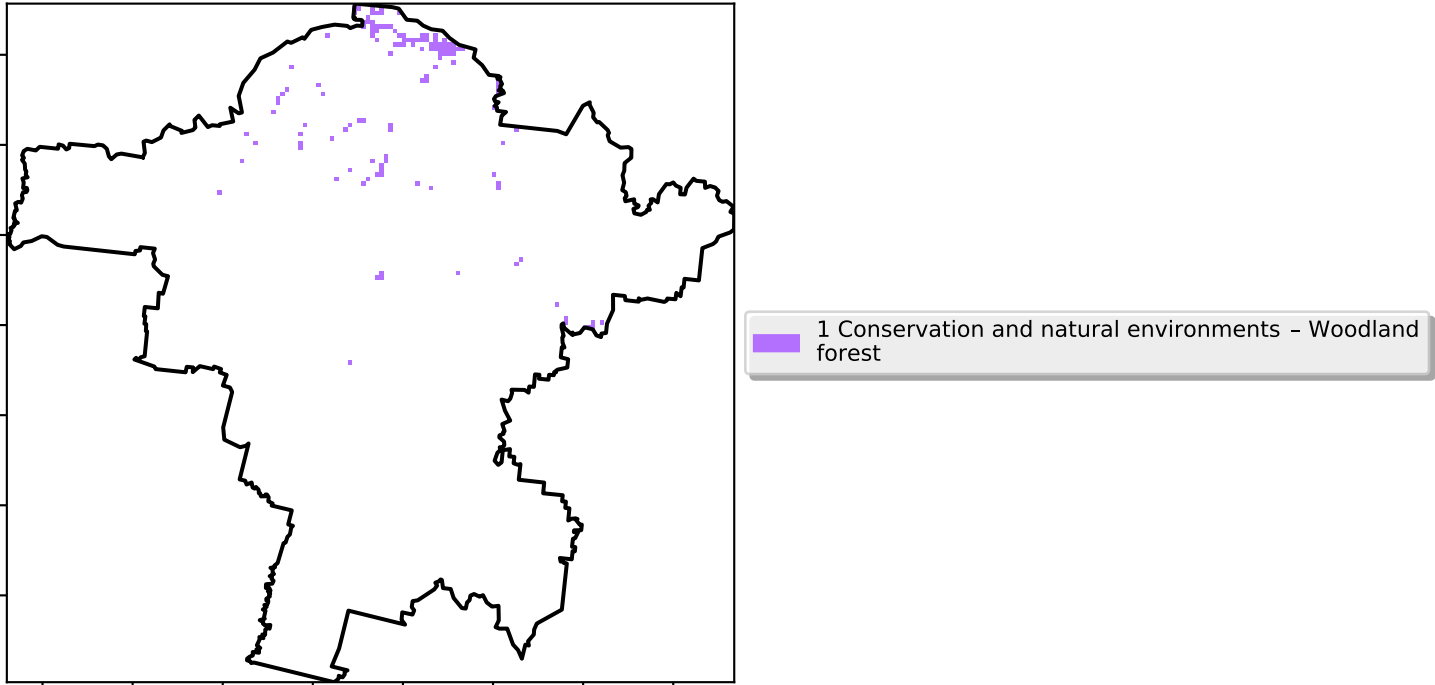 1 Conservation and natural environments – Woodland
forest